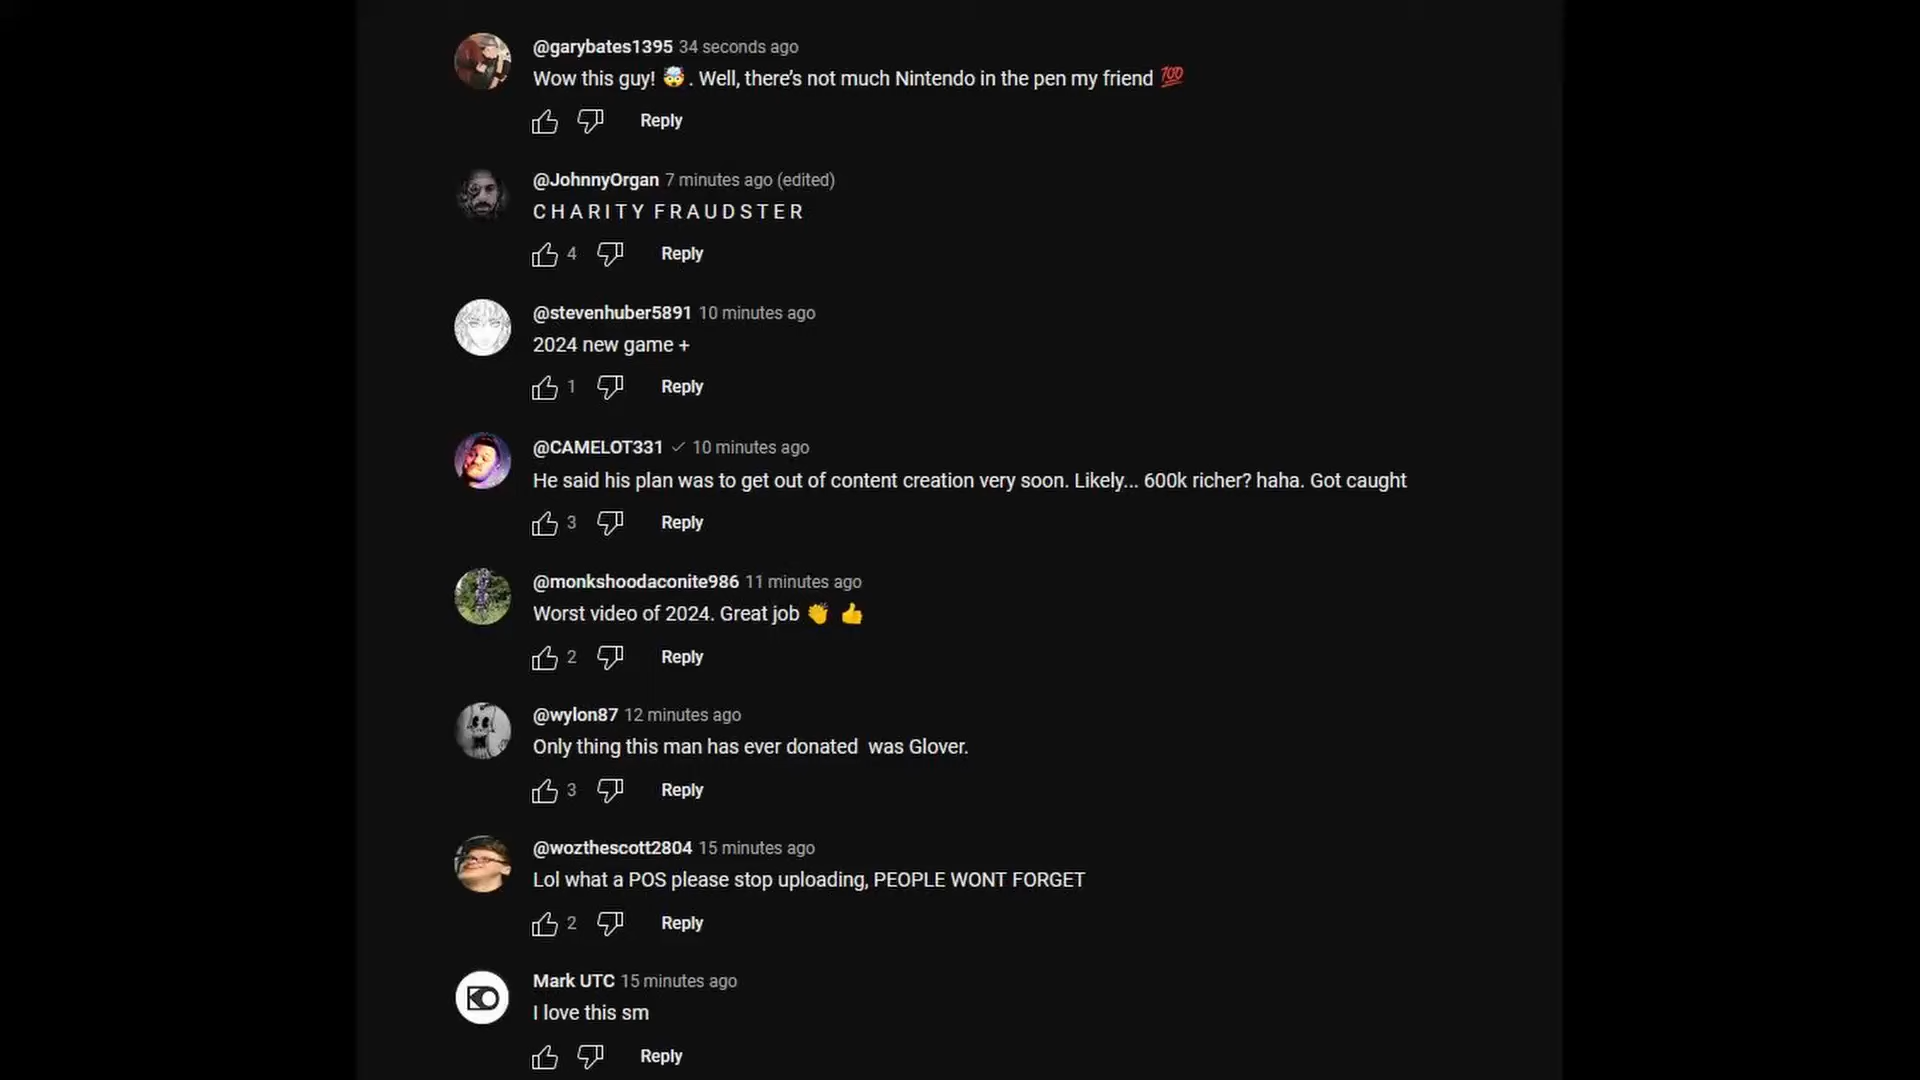 @garybates1395 34 seconds ago
Wow this guy! 🤯 . Well, there's not much Nintendo in the pen my friend 💯
Reply
@JohnnyOrgan 7 minutes ago (edited)
C H A R I T Y F R A U D S T E R
4 Reply
@stevenhuber5891 10 minutes ago
2024 new game +
1 Reply
@CAMELOT331 ✓ 10 minutes ago
He said his plan was to get out of content creation very soon. Likely... 600k richer? haha. Got caught
3 Reply
@monkshoodaconite986 11 minutes ago
Worst video of 2024. Great job 👏 👍
2 Reply
@wylon87 12 minutes ago
Only thing this man has ever donated  was Glover.
3 Reply
@wozthescott2804 15 minutes ago
Lol what a POS please stop uploading, PEOPLE WONT FORGET
2 Reply
Mark UTC 15 minutes ago
I love this sm
Reply